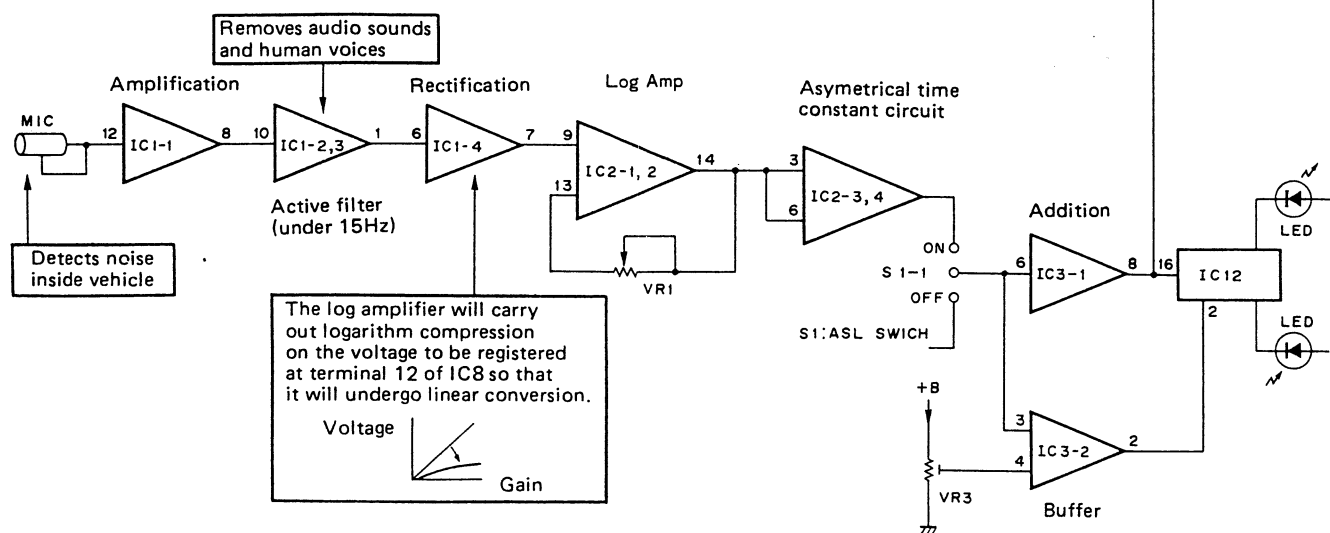 Removes audio sounds
and human voices
Amplification
Rectification
Log Amp
Asymetrical time
constant circuit
MIC
12
IC1-1
8
10
IC1-2,3
1
6
IC1-4
7
9
13
IC2-1, 2
14
3
6
IC2-3, 4
Active filter
(under 15Hz)
Detects noise
inside vehicle
VR1
The log amplifier will carry
out logarithm compression
on the voltage to be registered
at terminal 12 of IC8 so that
it will undergo linear conversion.
Voltage
Gain
ON
S1-1
OFF
S1:ASL SWICH
Addition
6
IC3-1
8
16
IC12
2
LED
LED
+B
3
4
IC3-2
2
VR3
Buffer